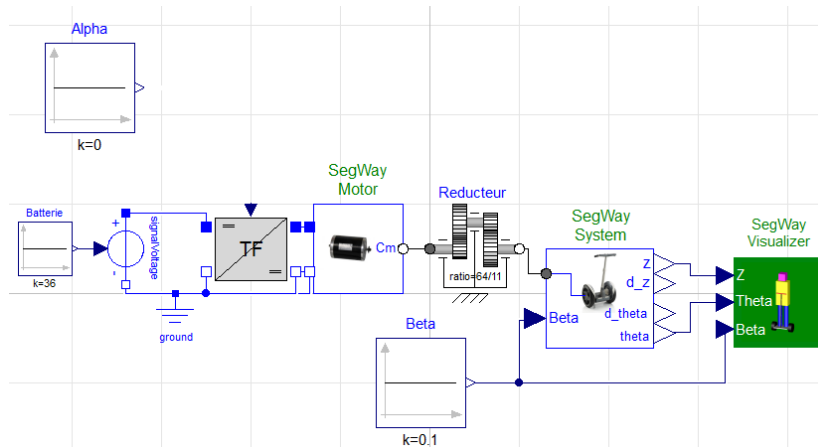 Alpha
k=0
SegWay
Motor
Reducteur
SegWay
System
SegWay
Visualizer
Batterie
+
-
k=36
signalVoltage
TF
Cm
ratio=64/11
z
d_z
d_theta
theta
Beta
Z
Theta
Beta
ground
Beta
k=0.1